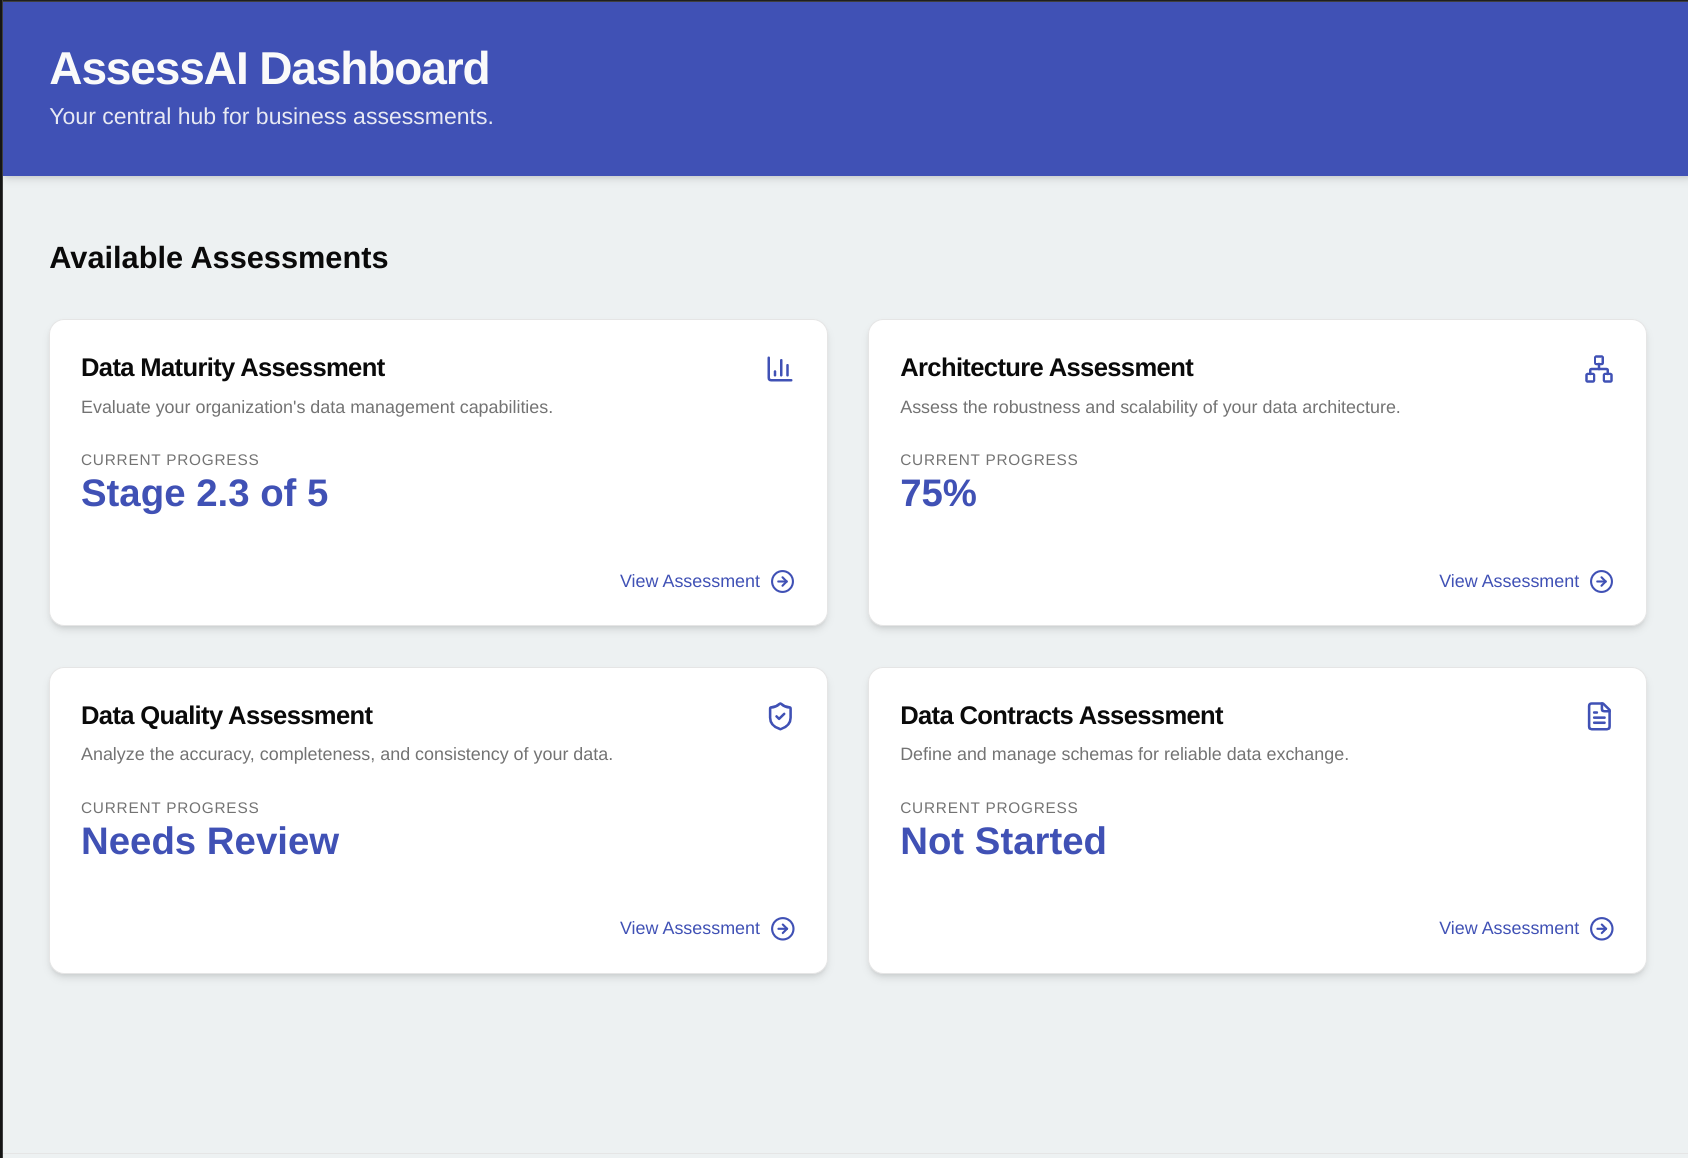 AssessAI Dashboard
Your central hub for business assessments.
Available Assessments
Data Maturity Assessment
Evaluate your organization's data management capabilities.
CURRENT PROGRESS
Stage 2.3 of 5
View Assessment
Architecture Assessment
Assess the robustness and scalability of your data architecture.
CURRENT PROGRESS
75%
View Assessment
Data Quality Assessment
Analyze the accuracy, completeness, and consistency of your data.
CURRENT PROGRESS
Needs Review
View Assessment
Data Contracts Assessment
Define and manage schemas for reliable data exchange.
CURRENT PROGRESS
Not Started
View Assessment